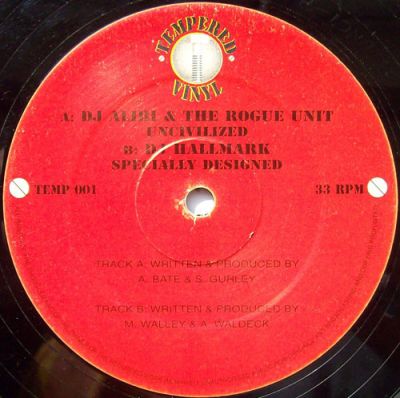 TEMPERED
VINYL
A: DJ ALIBI & THE ROGUE UNIT
UNCIVILIZED
B: DJ HALLMARK
SPECIALLY DESIGNED
TEMP 001
33 RPM
TRACK A: WRITTEN & PRODUCED BY
A. BATE & S. GURLEY
TRACK B: WRITTEN & PRODUCED BY
M. WALLEY & A. WALDECK